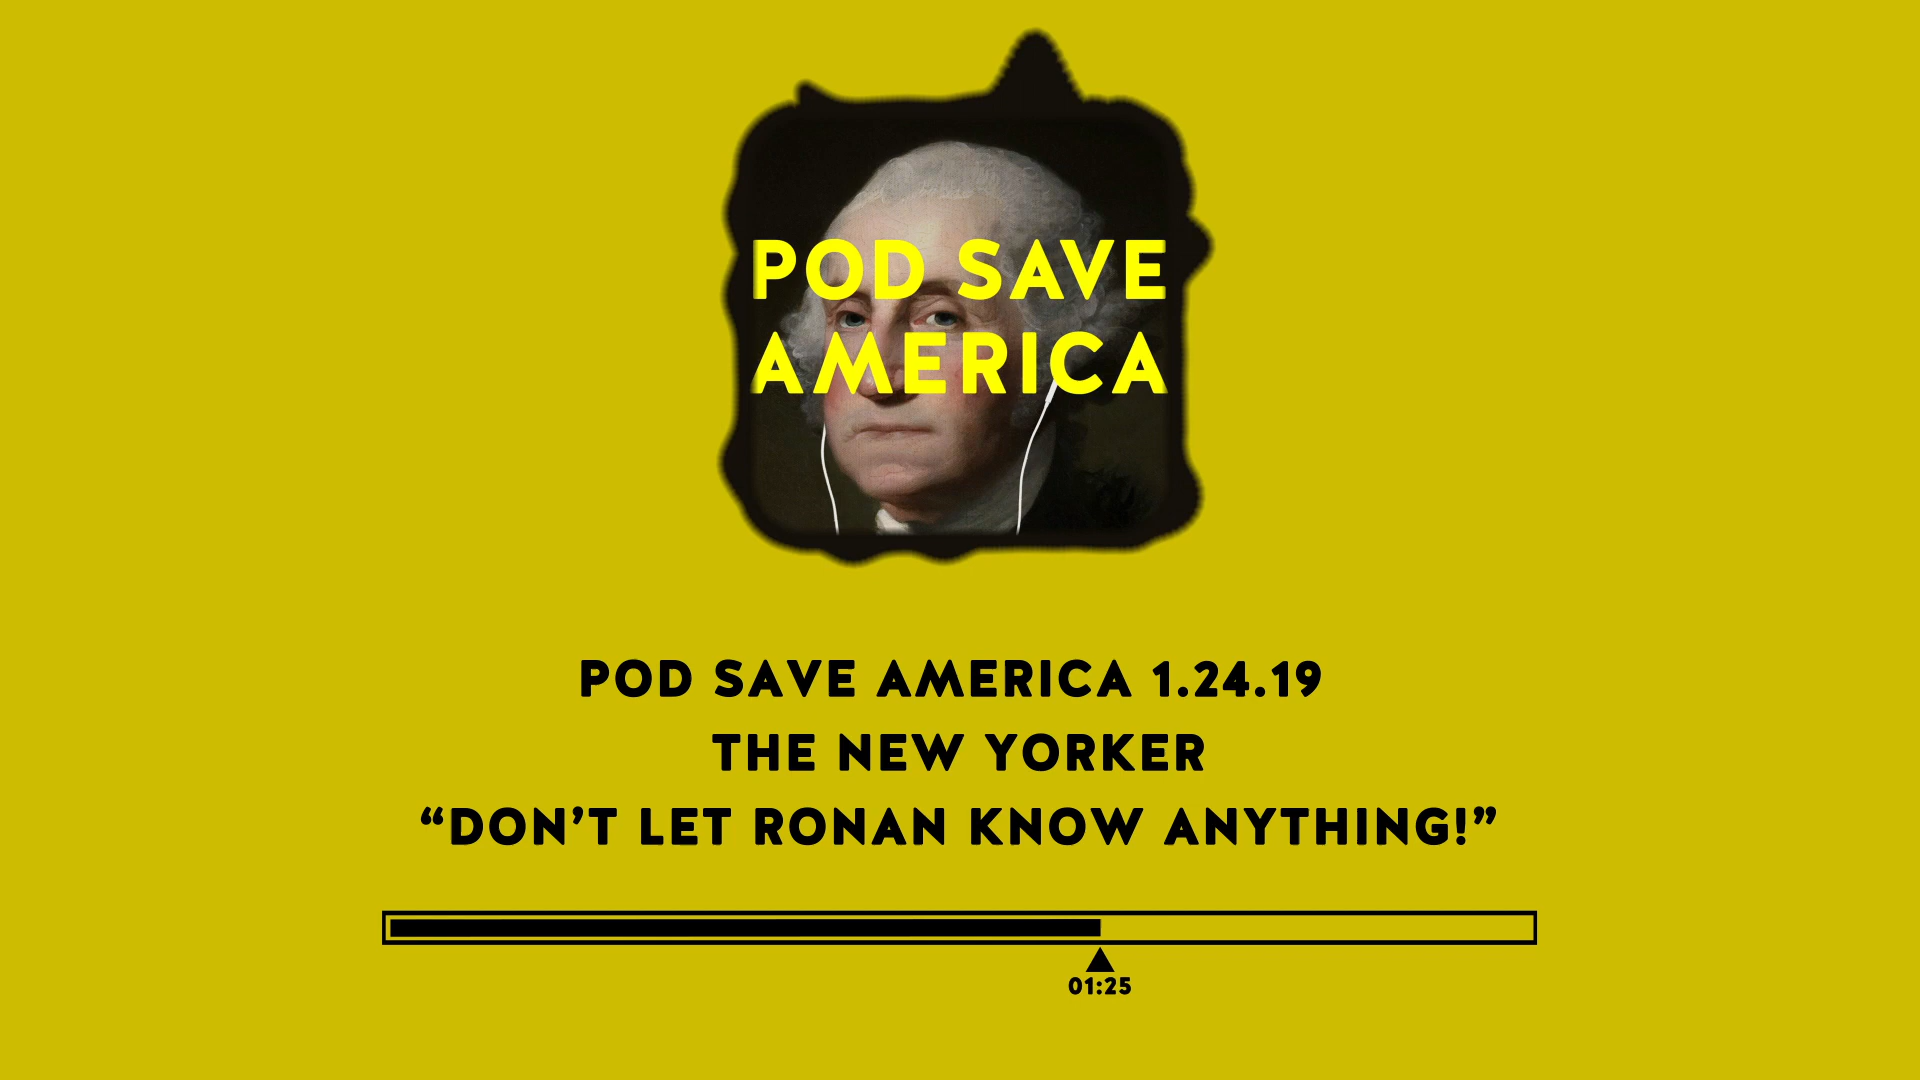 POD SAVE
AMERICA
POD SAVE AMERICA 1.24.19
THE NEW YORKER
“DON’T LET RONAN KNOW ANYTHING!”
01:25